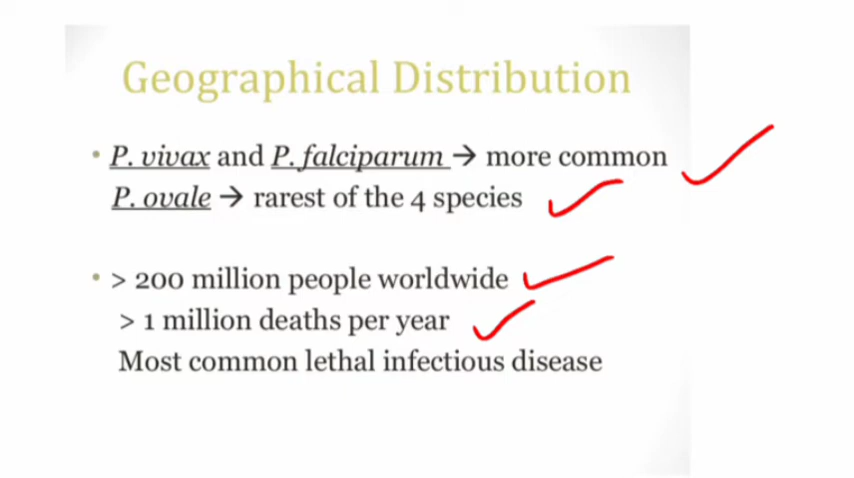 Geographical Distribution
• P. vivax and P. falciparum → more common
P. ovale → rarest of the 4 species
• > 200 million people worldwide
> 1 million deaths per year
Most common lethal infectious disease